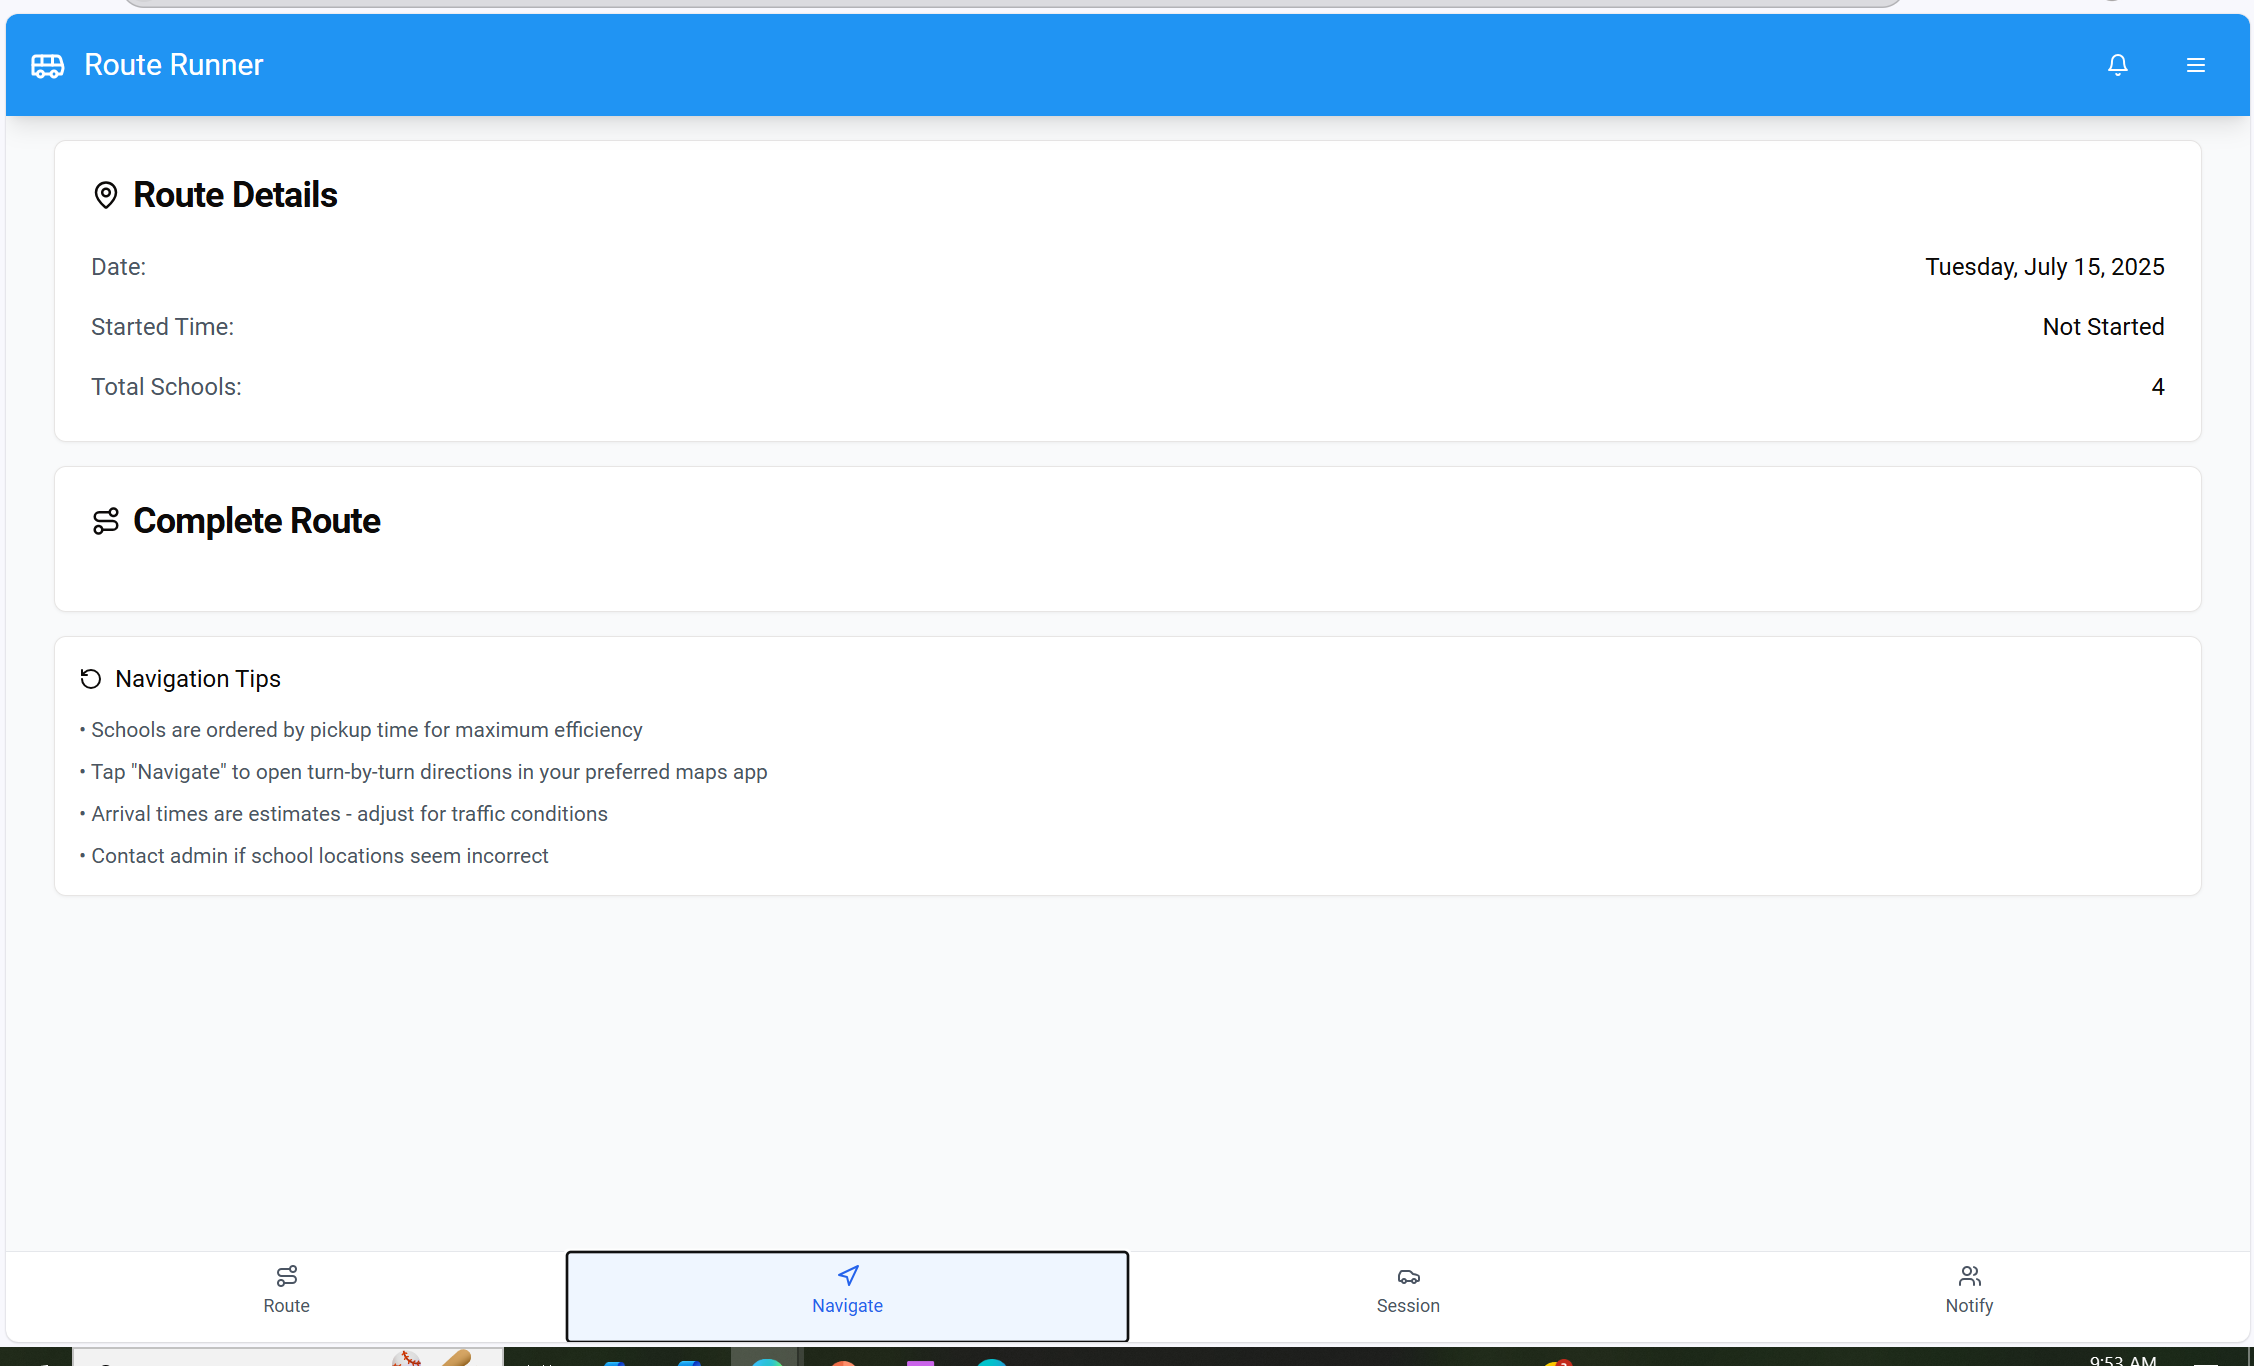 Route Runner
Route Details
Date: Tuesday, July 15, 2025
Started Time: Not Started
Total Schools: 4
Complete Route
Navigation Tips
• Schools are ordered by pickup time for maximum efficiency
• Tap "Navigate" to open turn-by-turn directions in your preferred maps app
• Arrival times are estimates - adjust for traffic conditions
• Contact admin if school locations seem incorrect
Route Navigate Session Notify
9:53 AM